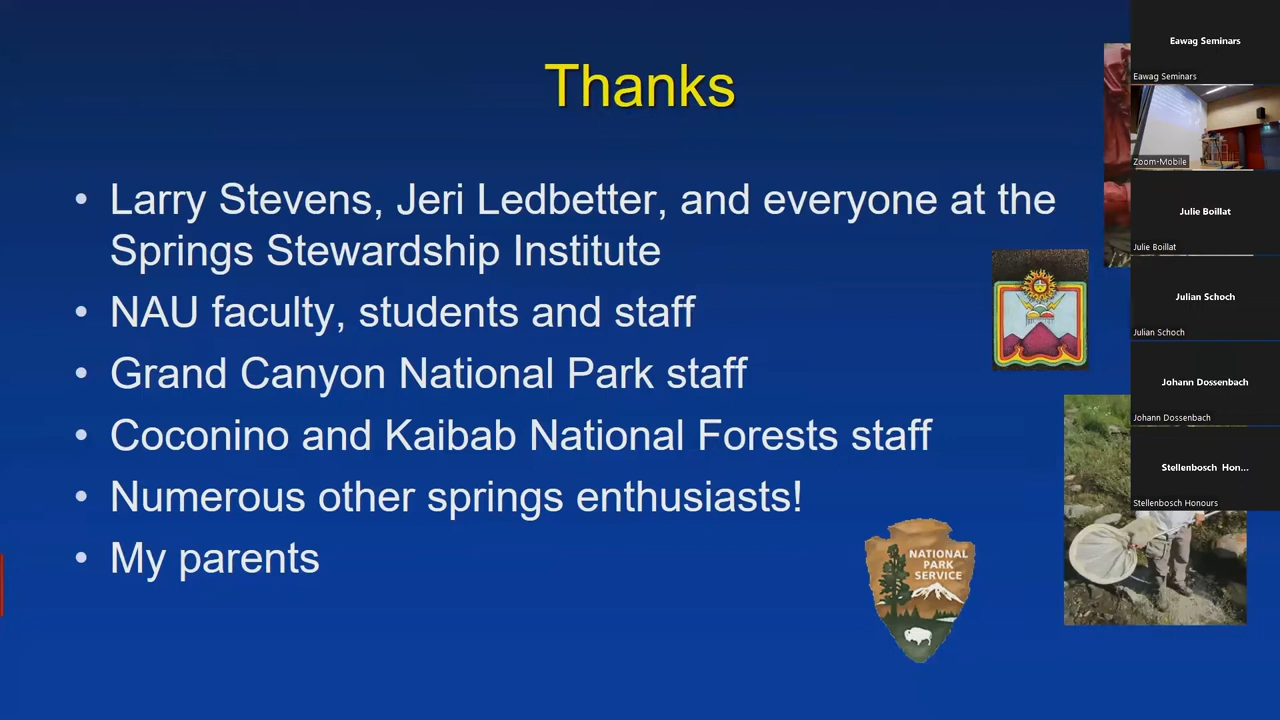 Thanks
• Larry Stevens, Jeri Ledbetter, and everyone at the
Springs Stewardship Institute
• NAU faculty, students and staff
• Grand Canyon National Park staff
• Coconino and Kaibab National Forests staff
• Numerous other springs enthusiasts!
• My parents
NATIONAL
PARK
SERVICE
Eawag Seminars
Eawag Seminars
Zoom-Mobile
Julie Boillat
Julie Boillat
Julian Schoch
Julian Schoch
Johann Dossenbach
Johann Dossenbach
Stellenbosch Hon...
Stellenbosch Honours